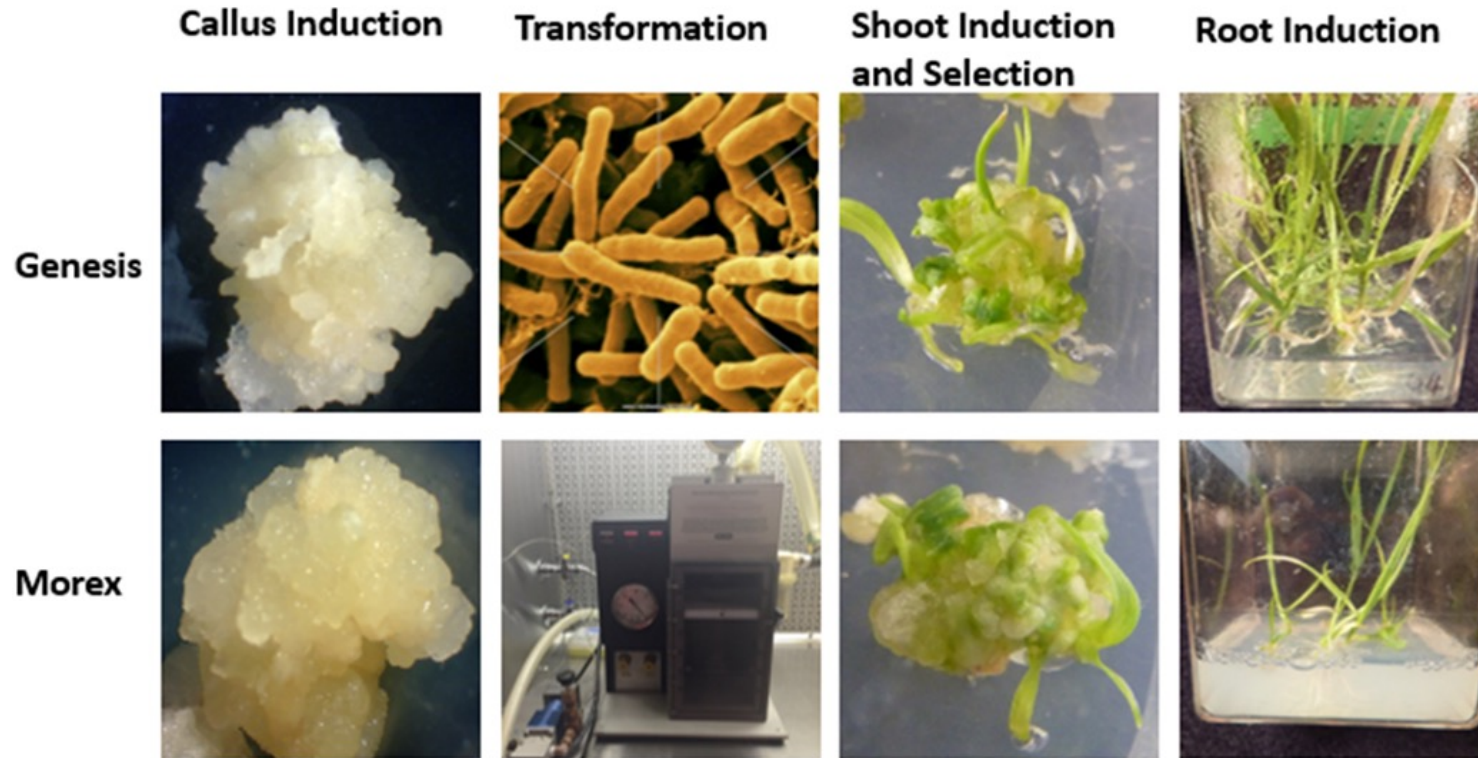 Callus Induction
Transformation
Shoot Induction
and Selection
Root Induction
Genesis
Morex